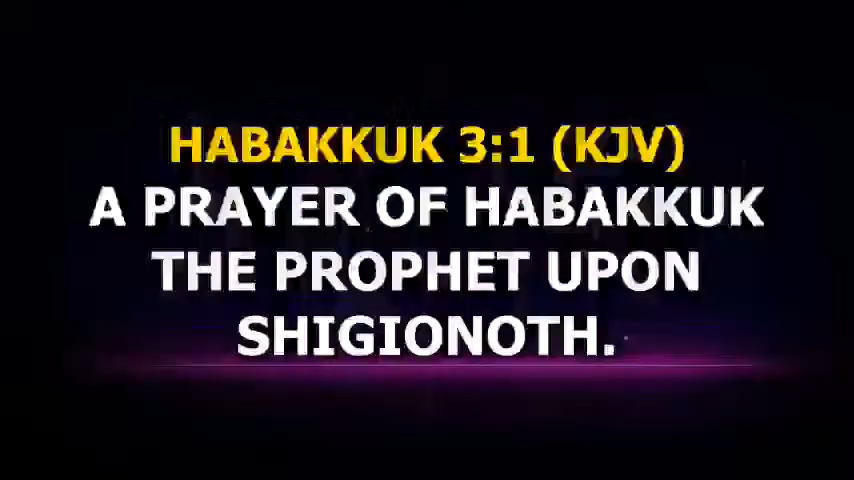 HABAKKUK 3:1 (KJV)
A PRAYER OF HABAKKUK
THE PROPHET UPON
SHIGIONOTH.